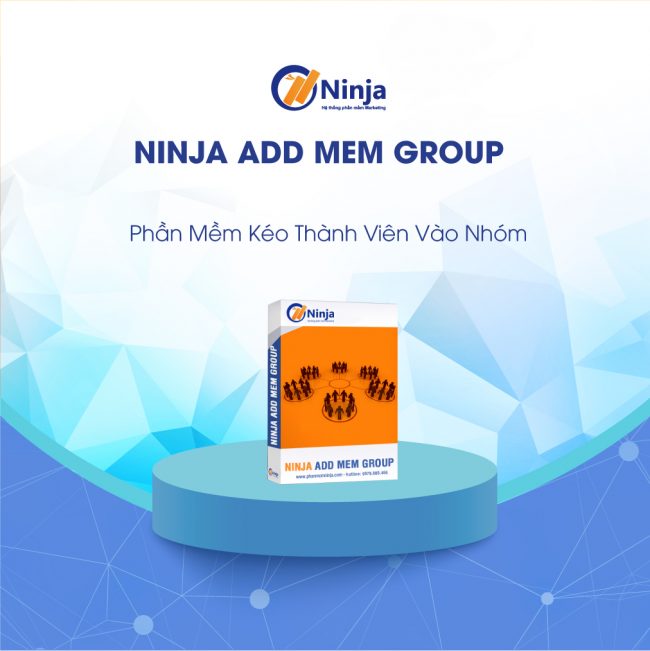 Ninja
Hệ thống phần mềm Marketing
NINJA ADD MEM GROUP
Phần Mềm Kéo Thành Viên Vào Nhóm
Ninja
NINJA ADD MEM GROUP
NINJA ADD MEM GROUP